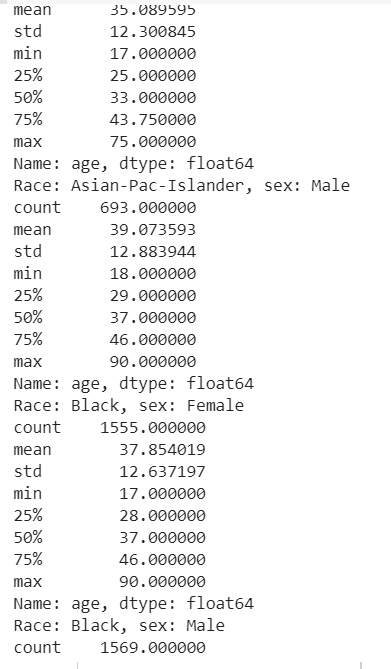 mean 35.089595
std 12.300845
min 17.000000
25% 25.000000
50% 33.000000
75% 43.750000
max 75.000000
Name: age, dtype: float64
Race: Asian-Pac-Islander, sex: Male
count 693.000000
mean 39.073593
std 12.883944
min 18.000000
25% 29.000000
50% 37.000000
75% 46.000000
max 90.000000
Name: age, dtype: float64
Race: Black, sex: Female
count 1555.000000
mean 37.854019
std 12.637197
min 17.000000
25% 28.000000
50% 37.000000
75% 46.000000
max 90.000000
Name: age, dtype: float64
Race: Black, sex: Male
count 1569.000000